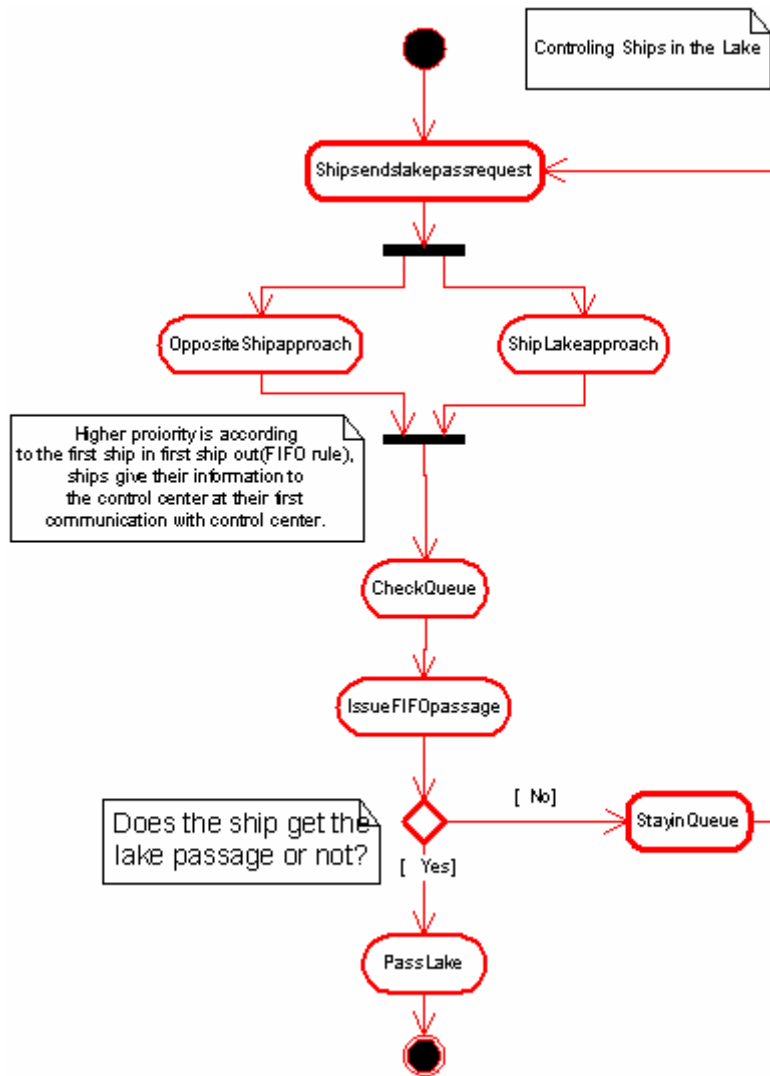 Controling Ships in the Lake
Shipsendslakepassrequest
OppositeShipapproach
ShipLakeapproach
Higher proiority is according
to the first ship in first ship out(FIFO rule),
ships give their information to
the control center at their first
communication with control center.
CheckQueue
IssueFIFOpassage
Does the ship get the
lake passage or not?
[ No]
StayinQueue
[ Yes]
PassLake